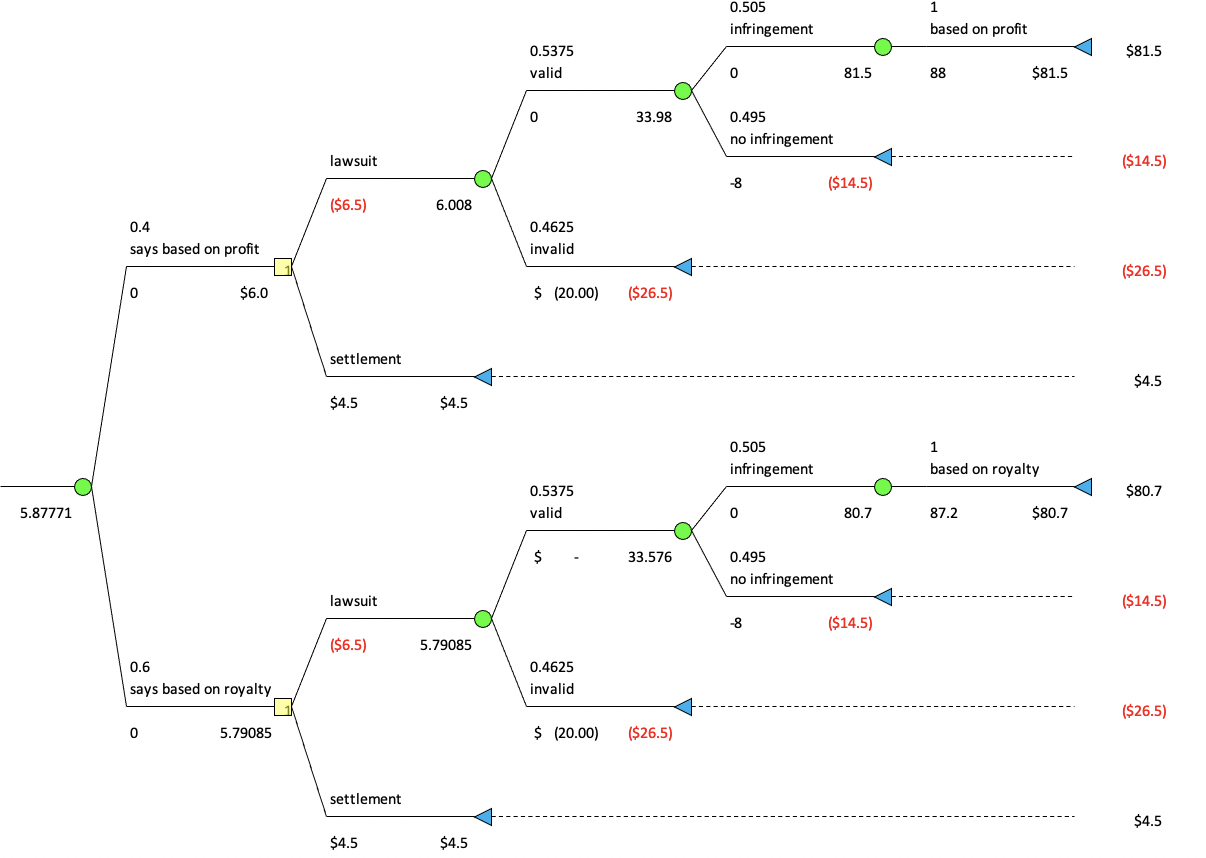 0.505 1
infringement based on profit
$81.5
0.5375
valid 0 81.5 88 $81.5
0.495
0 33.98 no infringement
lawsuit ($14.5)
-8 ($14.5)
($6.5) 6.008
0.4 0.4625
says based on profit invalid
1 ($26.5)
0 $6.0 $ (20.00) ($26.5)
settlement
$4.5
$4.5 $4.5
0.505 1
infringement based on royalty
0.5375 $80.7
valid
5.87771 0 80.7 87.2 $80.7
0.495
$ - 33.576 no infringement
lawsuit ($14.5)
-8 ($14.5)
($6.5) 5.79085
0.6 0.4625
says based on royalty invalid
1 ($26.5)
0 5.79085 $ (20.00) ($26.5)
settlement
$4.5
$4.5 $4.5